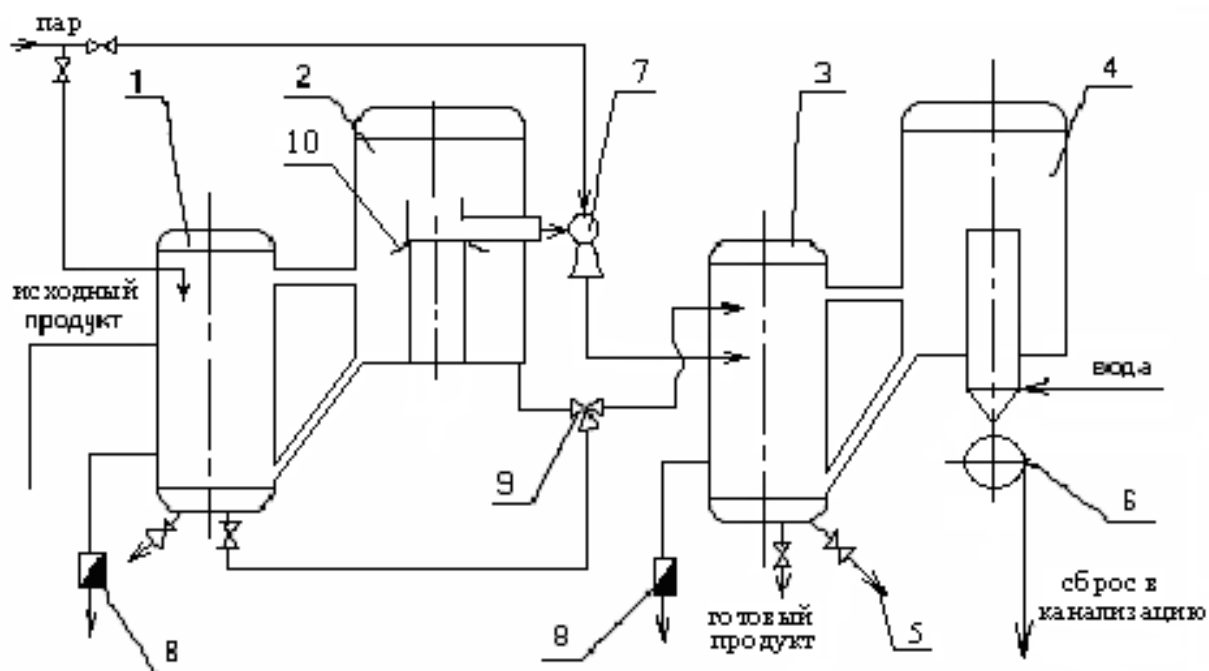 пар
1
2
7
3
4
10
исходный
продукт
вода
9
6
8
готовый
продукт
8
5
сброс в
канализацию